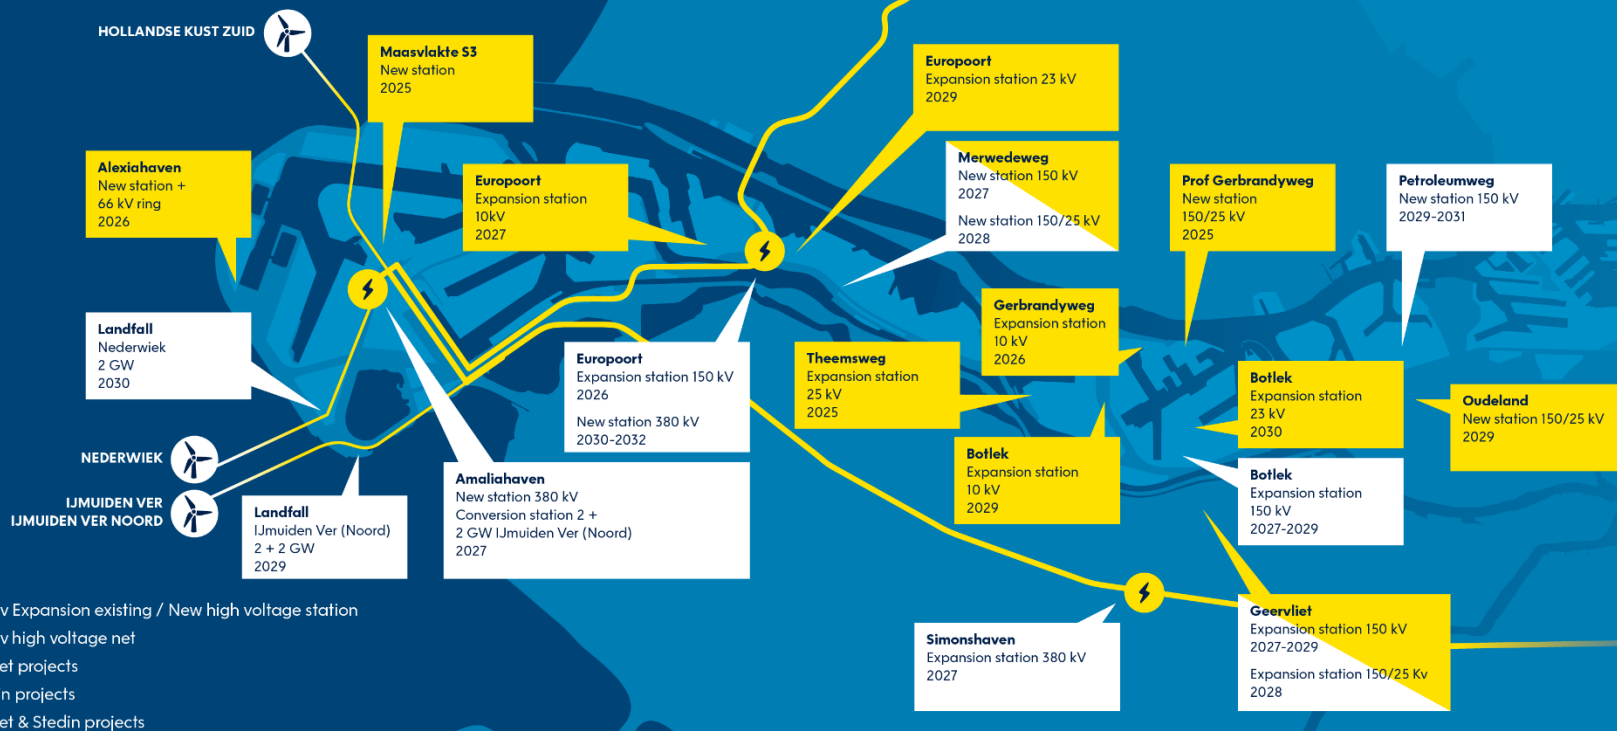 HOLLANDSE KUST ZUID
Maasvlakte S3
New station
2025
Europoort
Expansion station 23 kV
2029
Alexiahaven
New station +
66 kV ring
2026
Europoort
Expansion station
10kV
2027
Merwedeweg
New station 150 kV
2027
New station 150/25 kV
2028
Prof Gerbrandyweg
New station
150/25 kV
2025
Petroleumweg
New station 150 kV
2029-2031
Landfall
Nederwiek
2 GW
2030
Europoort
Expansion station 150 kV
2026
New station 380 kV
2030-2032
Theemsweg
Expansion station
25 kV
2025
Gerbrandyweg
Expansion station
10 kV
2026
Botlek
Expansion station
23 kV
2030
Oudeland
New station 150/25 kV
2029
NEDERWIEK
IJMUIDEN VER
IJMUIDEN VER NOORD
Landfall
IJmuiden Ver (Noord)
2 + 2 GW
2029
Amaliahaven
New station 380 kV
Conversion station 2 +
2 GW IJmuiden Ver (Noord)
2027
Botlek
Expansion station
10 kV
2029
Botlek
Expansion station
150 kV
2027-2029
Simonshaven
Expansion station 380 kV
2027
Geervliet
Expansion station 150 kV
2027-2029
Expansion station 150/25 Kv
2028
v Expansion existing / New high voltage station
v high voltage net
et projects
in projects
et & Stedin projects